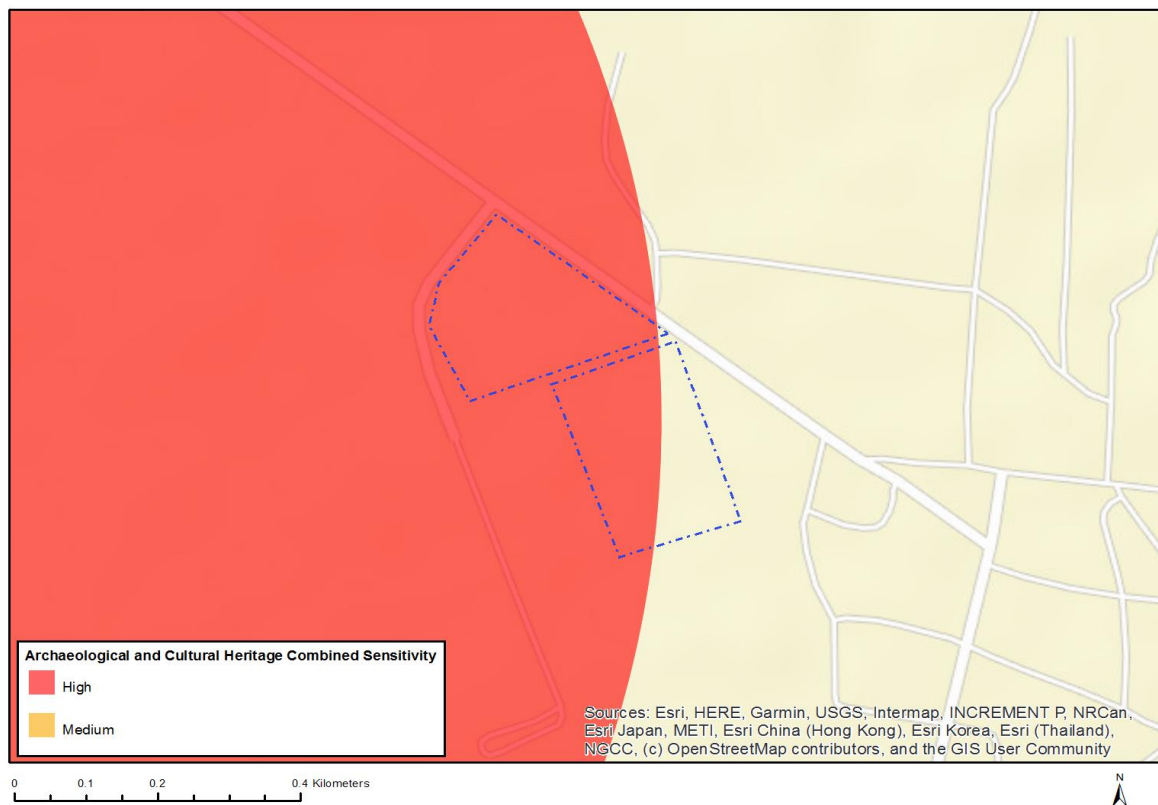 Archaeological and Cultural Heritage Combined Sensitivity
High
Medium
Sources: Esri, HERE, Garmin, USGS, Intermap, INCREMENT P, NRCan,
Esri Japan, METI, Esri China (Hong Kong), Esri Korea, Esri (Thailand),
NGCC, (c) OpenStreetMap contributors, and the GIS User Community
0 0.1 0.2 0.4 Kilometers
N